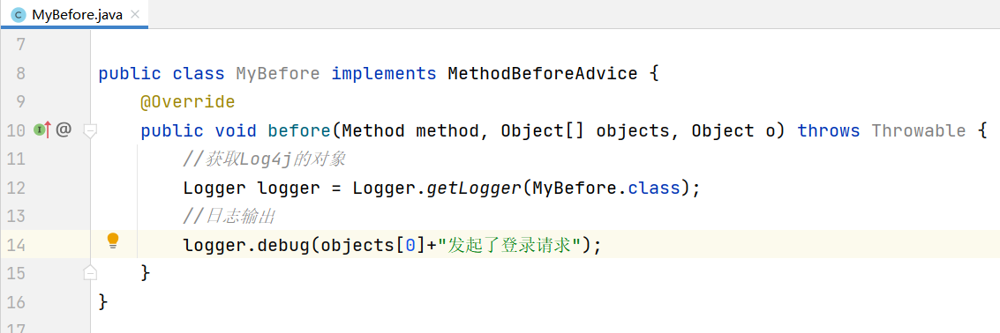 MyBefore.java
7
8 public class MyBefore implements MethodBeforeAdvice {
9 @Override
10 public void before(Method method, Object[] objects, Object o) throws Throwable {
11 //获取Log4j的对象
12 Logger logger = Logger.getLogger(MyBefore.class);
13 //日志输出
14 logger.debug(objects[0]+"发起了登录请求");
15 }
16 }
17